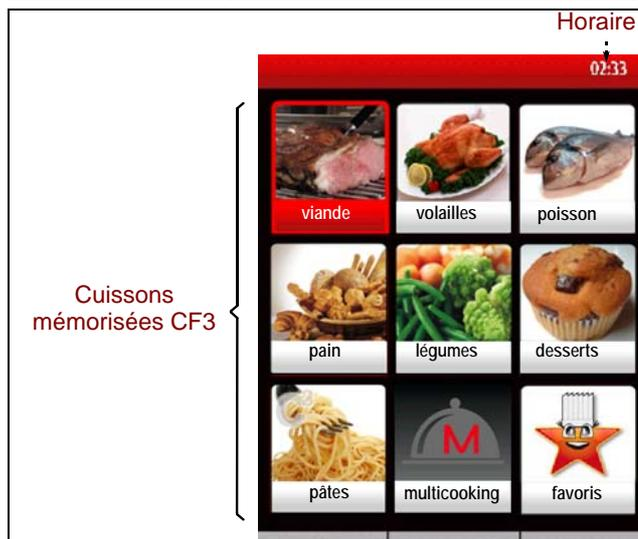 Horaire
02:33
viande
volailles
poisson
Cuissons
mémorisées CF3
pain
légumes
desserts
M
pâtes
multicooking
favoris